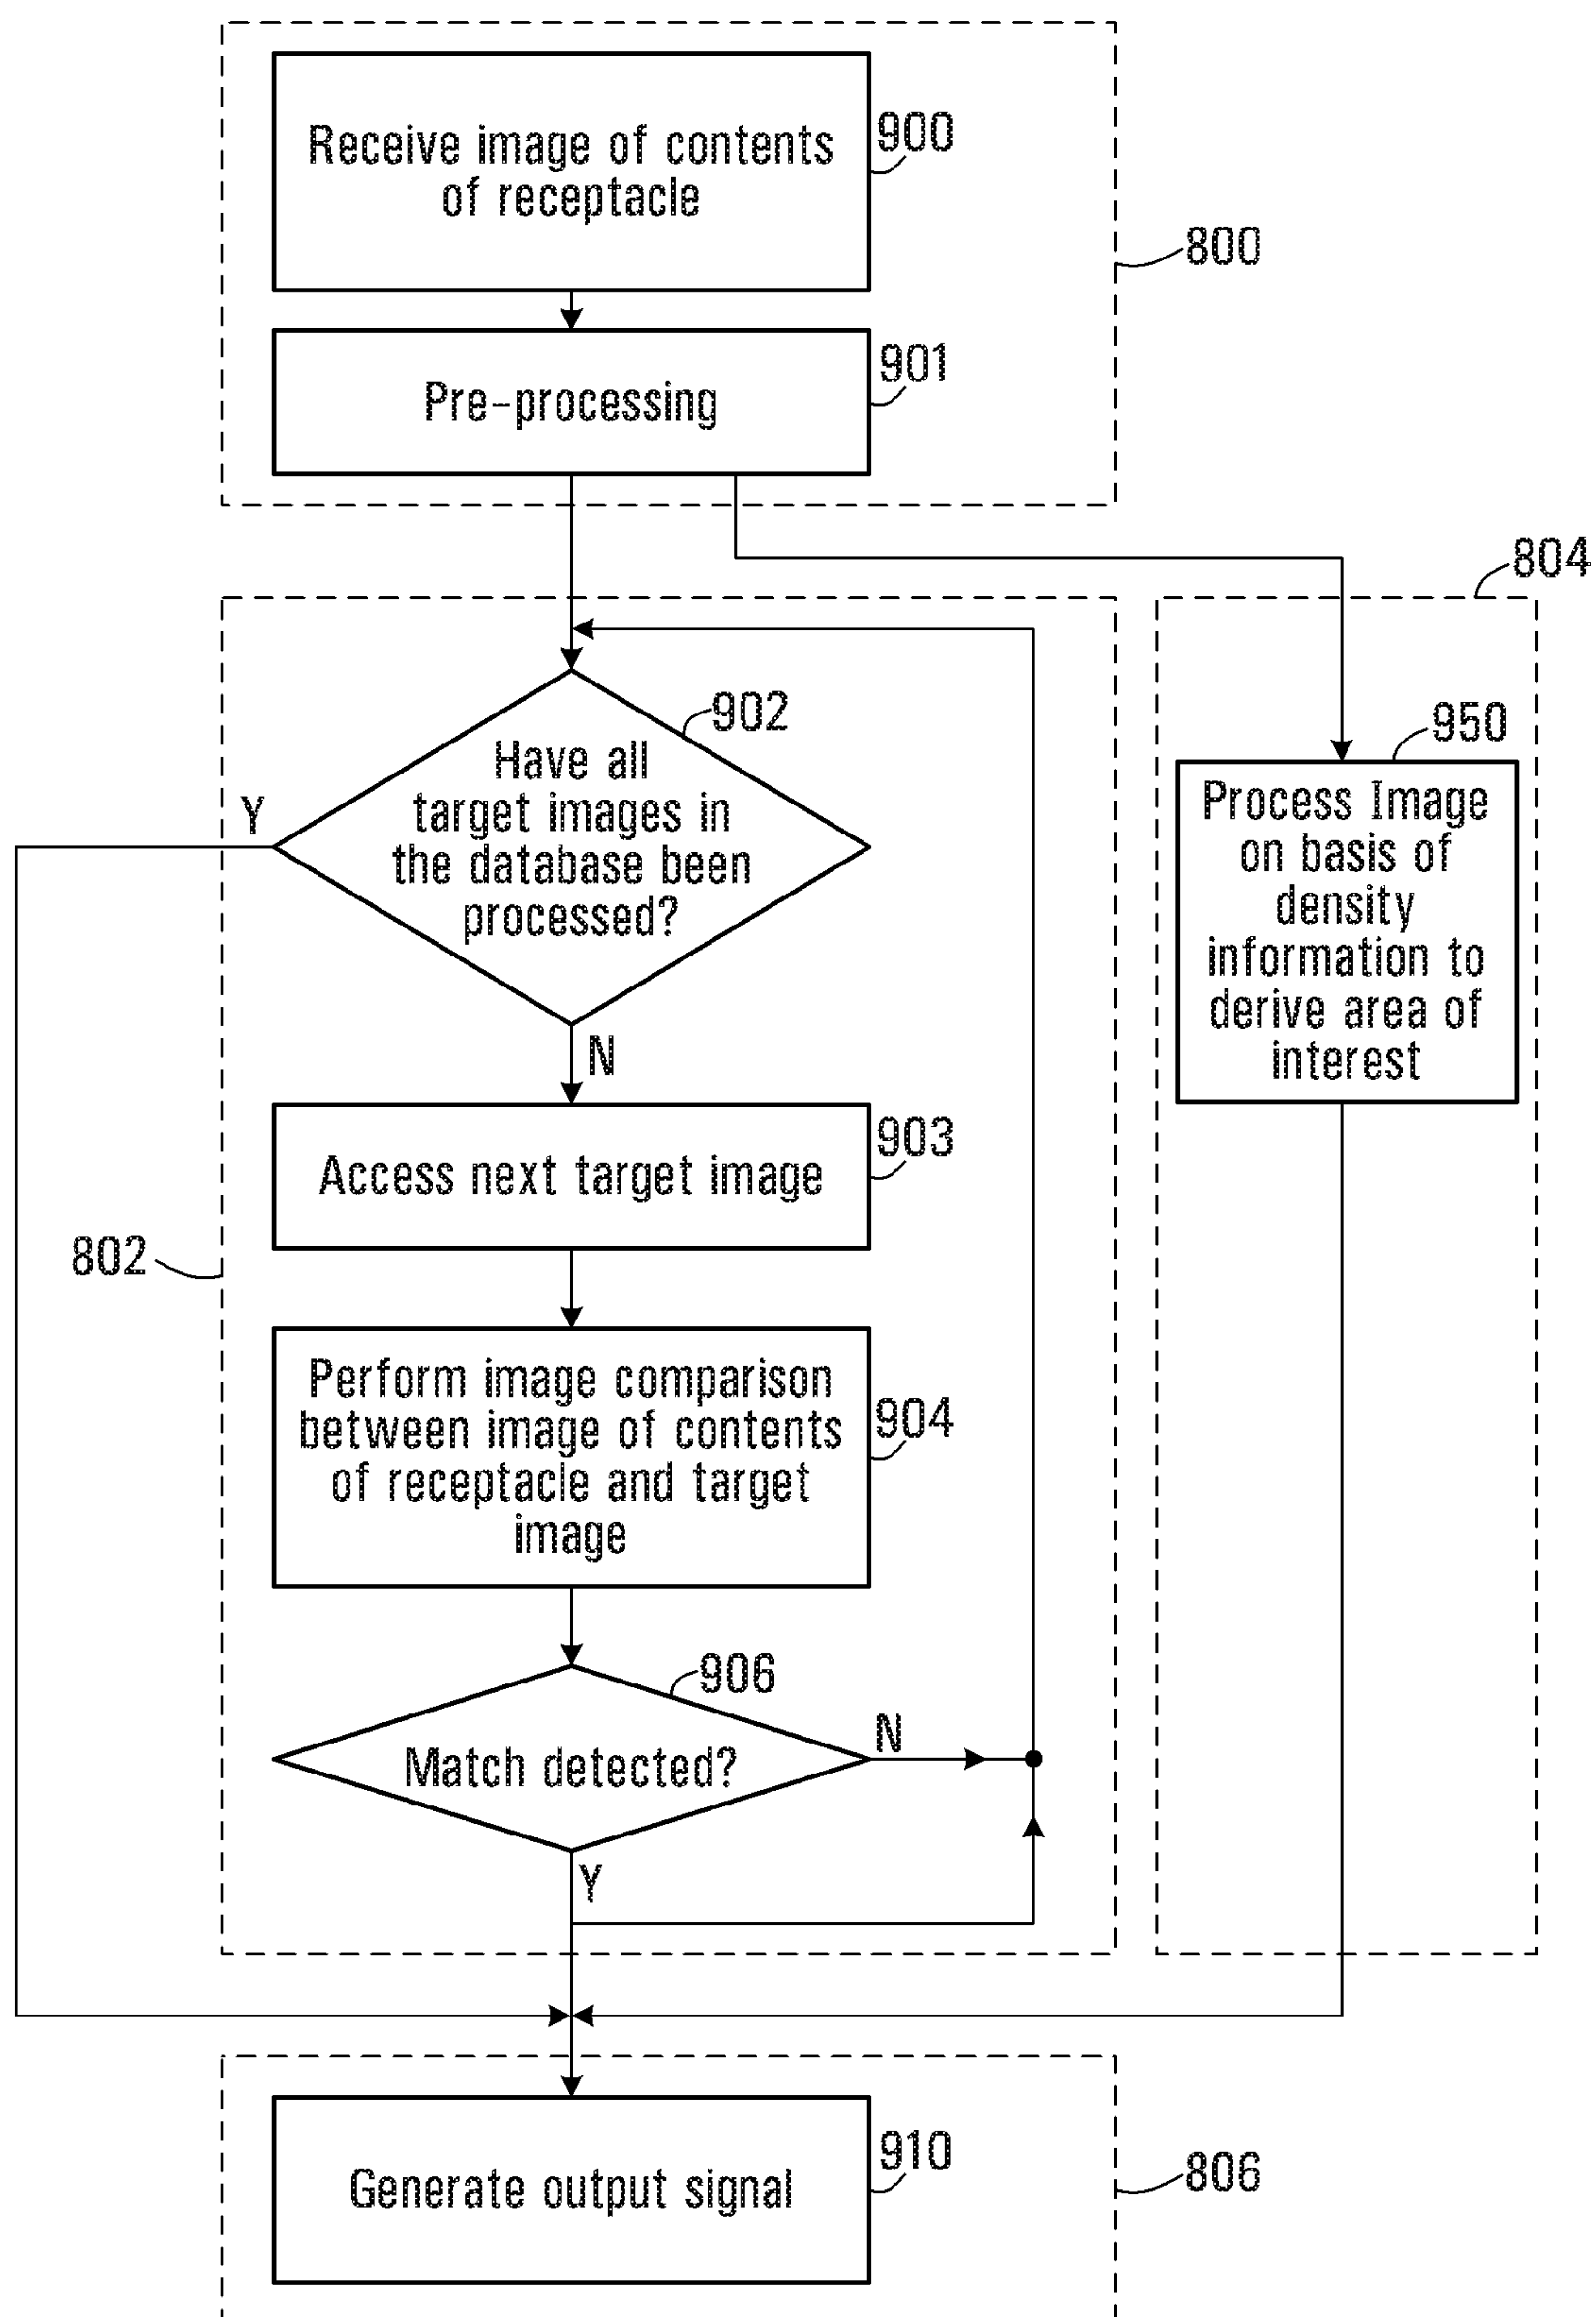 Receive image of contents
of receptacle
900
800
Pre-processing
901
804
902
Have all
target images in
the database been
processed?
Y
N
950
Process Image
on basis of
density
information to
derive area of
interest
Access next target image
903
802
Perform image comparison
between image of contents
of receptacle and target
image
904
906
Match detected?
N
Y
Generate output signal
910
806